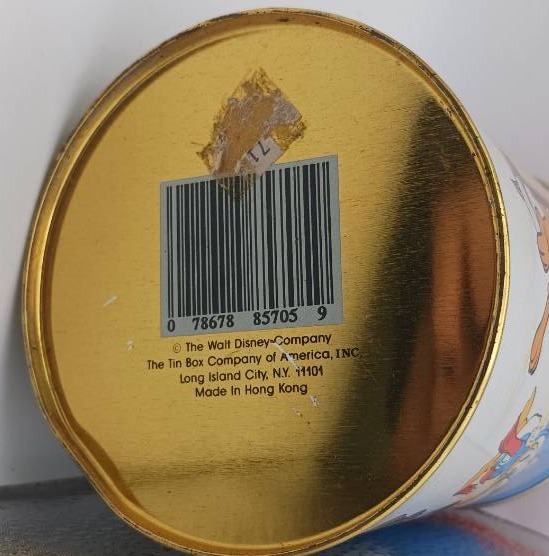 71
0 78678 85705 9
© The Walt Disney Company
The Tin Box Company of America, INC
Long Island City, N.Y. 11101
Made In Hong Kong